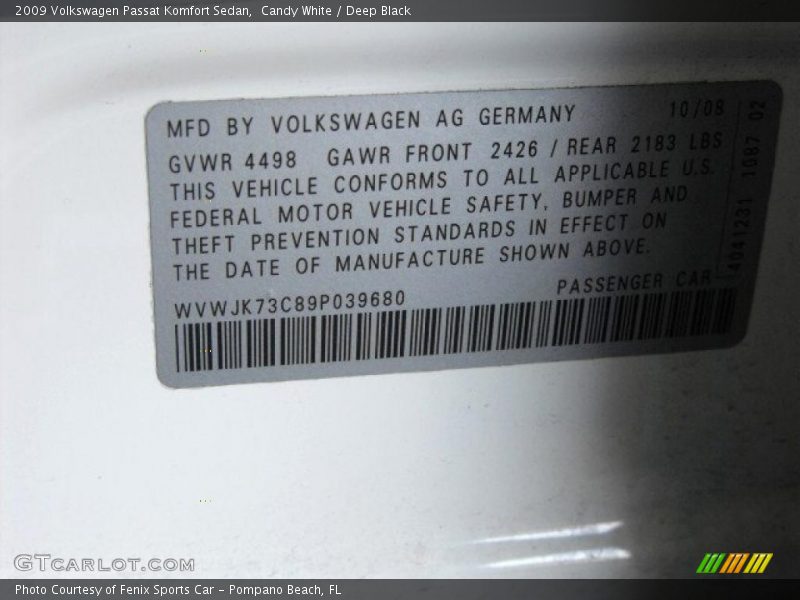 2009 Volkswagen Passat Komfort Sedan,  Candy White / Deep Black
MFD BY VOLKSWAGEN AG GERMANY 10/08
GVWR 4498 GAWR FRONT 2426 / REAR 2183 LBS
THIS VEHICLE CONFORMS TO ALL APPLICABLE U.S.
FEDERAL MOTOR VEHICLE SAFETY, BUMPER AND
THEFT PREVENTION STANDARDS IN EFFECT ON
THE DATE OF MANUFACTURE SHOWN ABOVE.
WVWJK73C89P039680 PASSENGER CAR
4041231 1087 02
GTCARLOT.COM
Photo Courtesy of Fenix Sports Car - Pompano Beach, FL